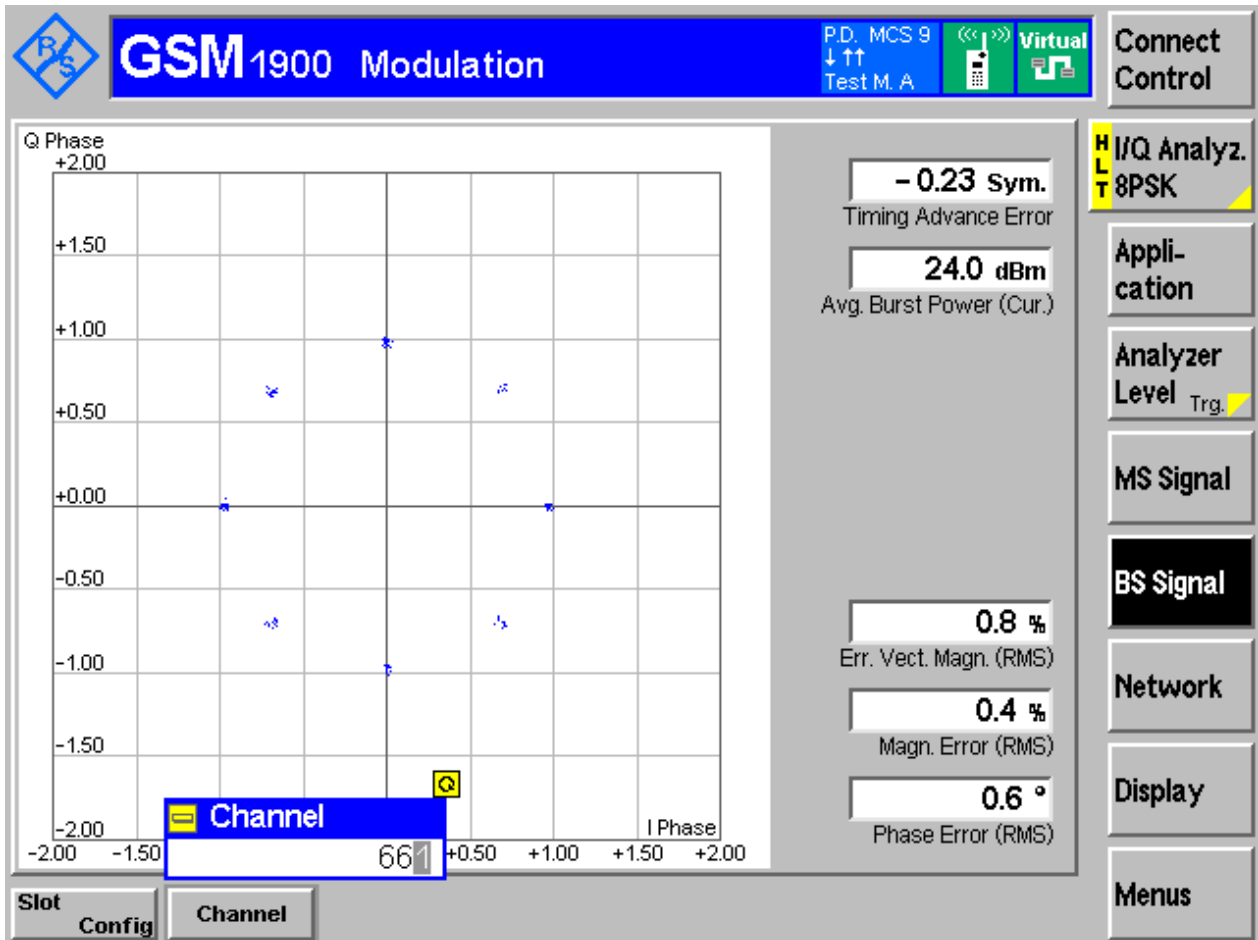 R/S
GSM 1900 Modulation
P.D. MCS 9
↓ ↑↑
Test M. A
Virtual
Connect
Control
Q Phase
+2.00
+1.50
+1.00
+0.50
+0.00
-0.50
-1.00
-1.50
-2.00
-2.00 -1.50 +0.50 +1.00 +1.50 +2.00
I Phase
Q
Channel
661
- 0.23 Sym.
Timing Advance Error
24.0 dBm
Avg. Burst Power (Cur.)
0.8 %
Err. Vect. Magn. (RMS)
0.4 %
Magn. Error (RMS)
0.6 °
Phase Error (RMS)
HLT
I/Q Analyz.
8PSK
Appli-
cation
Analyzer
Level Trg.
MS Signal
BS Signal
Network
Display
Menus
Slot
Config
Channel